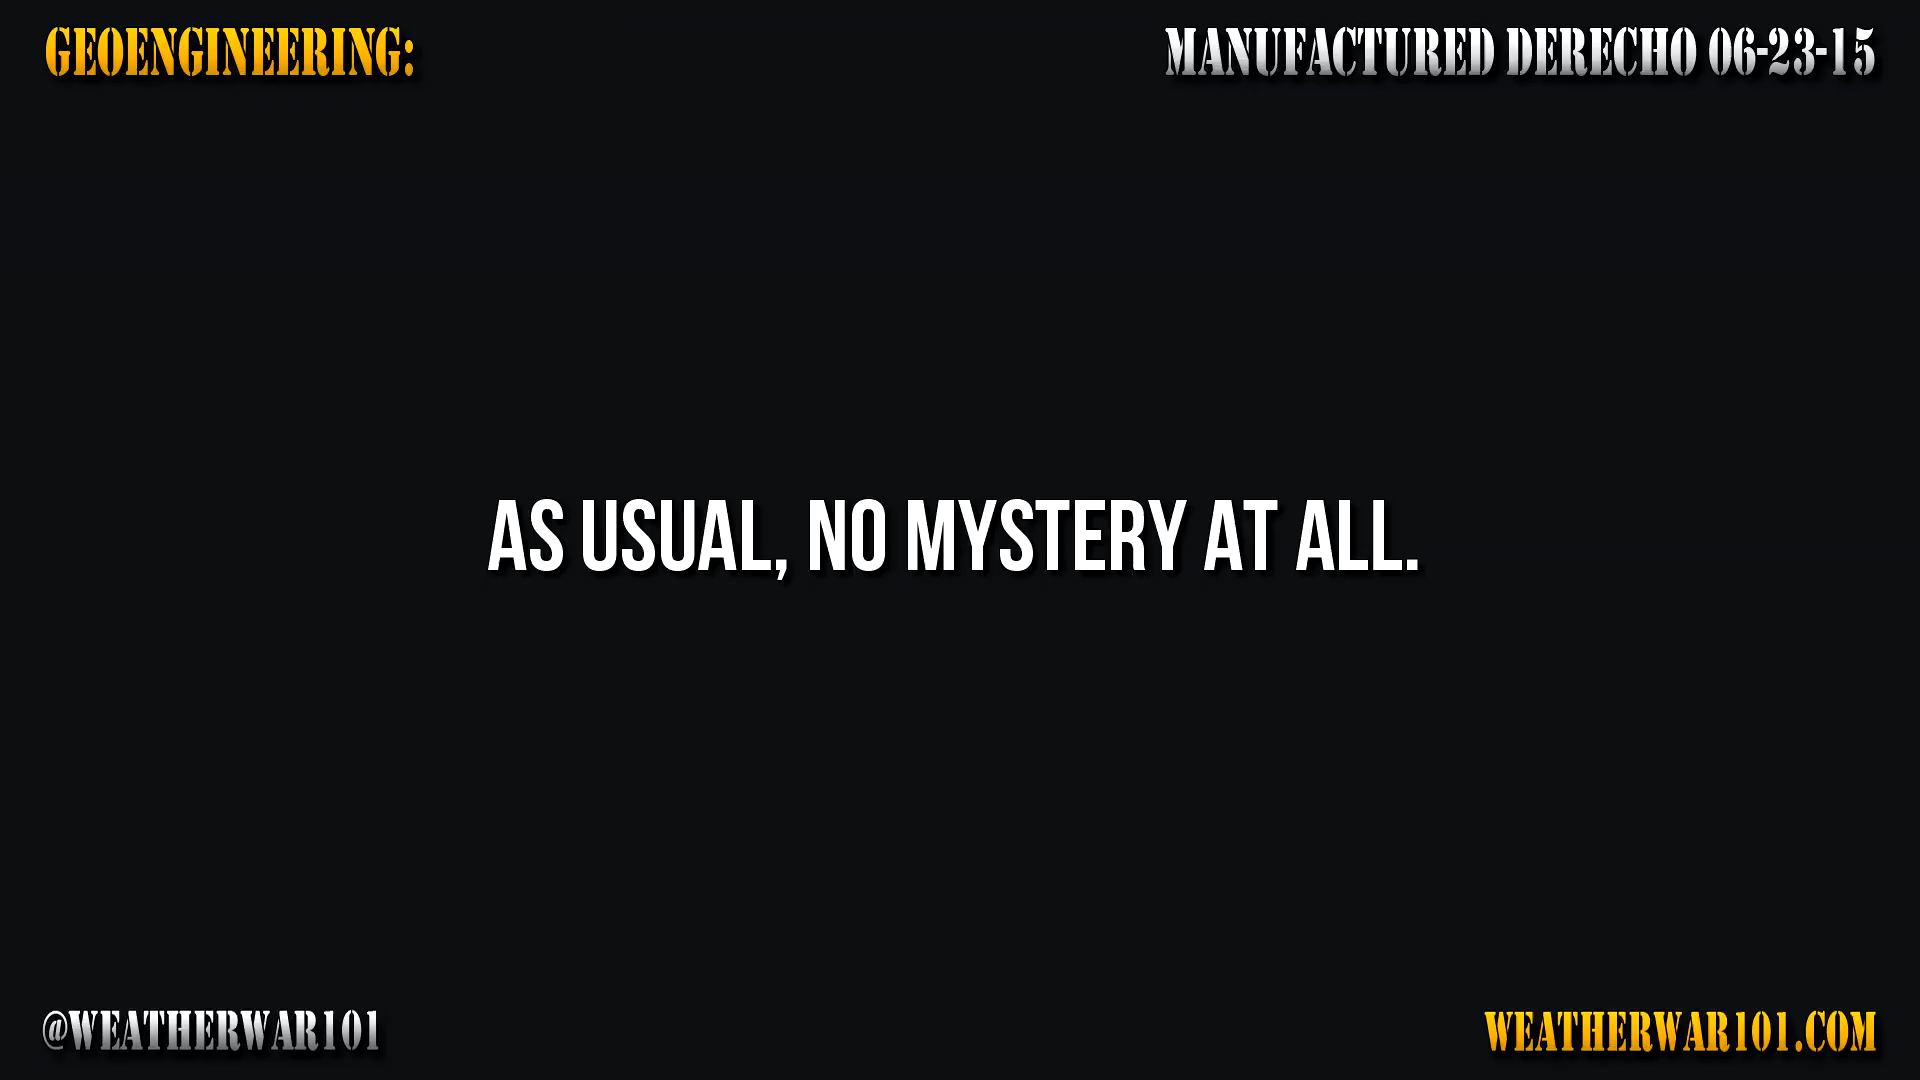 GEOENGINEERING:
MANUFACTURED DERECHO 06-23-15
AS USUAL, NO MYSTERY AT ALL.
@WEATHERWAR101
WEATHERWAR101.COM